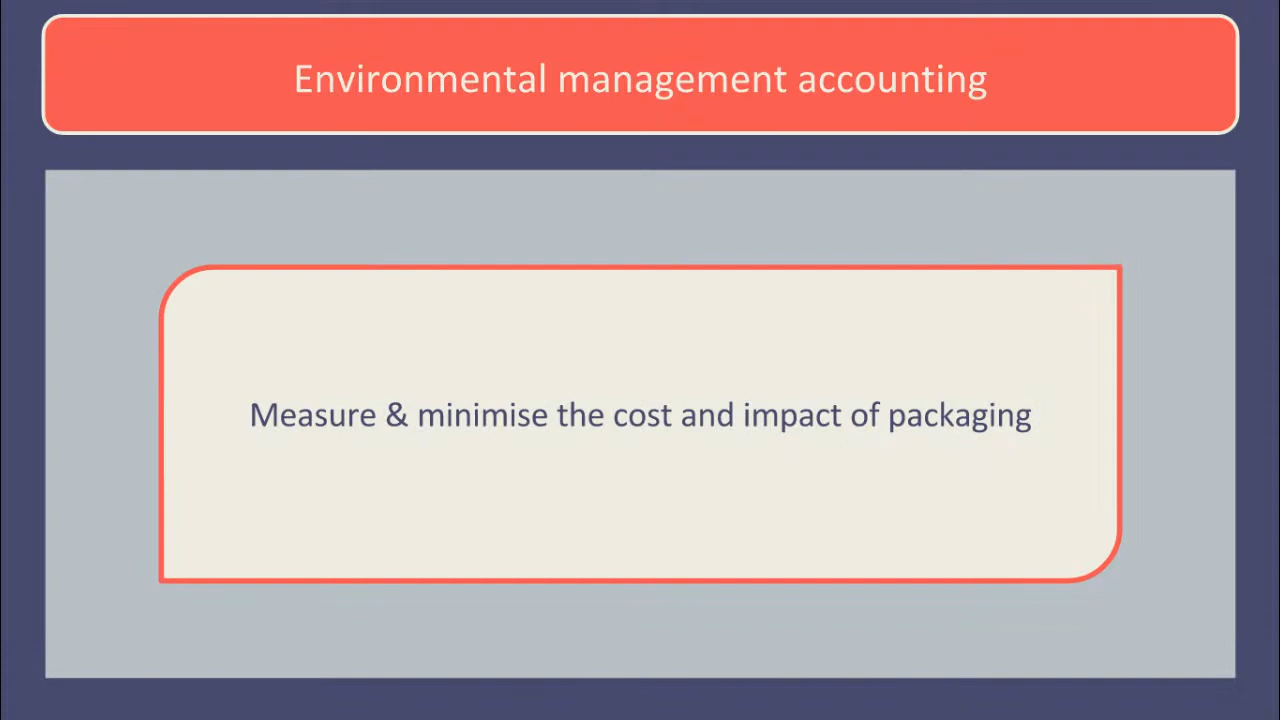 Environmental management accounting
Measure & minimise the cost and impact of packaging